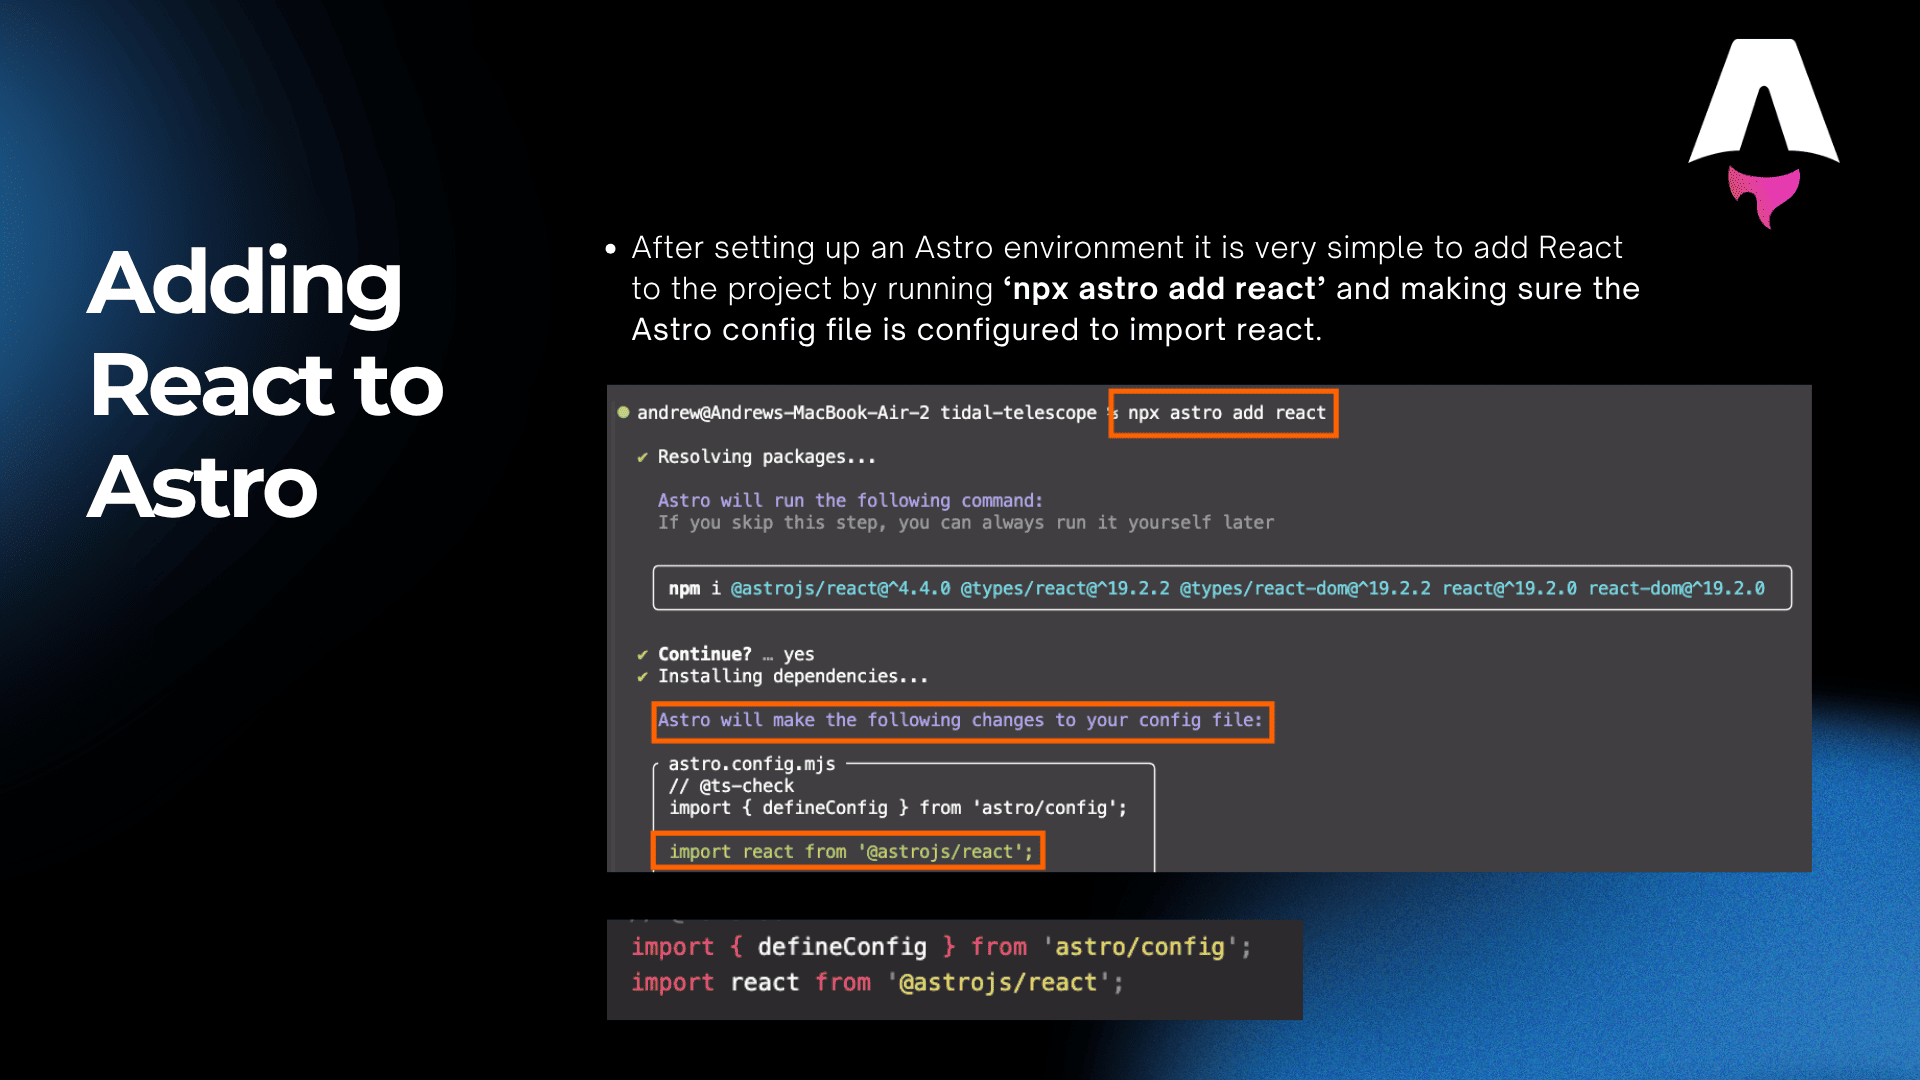 Adding
React to
Astro
• After setting up an Astro environment it is very simple to add React
to the project by running ‘npx astro add react’ and making sure the
Astro config file is configured to import react.
andrew@Andrews-MacBook-Air-2 tidal-telescope % npx astro add react
✔ Resolving packages...
Astro will run the following command:
If you skip this step, you can always run it yourself later
npm i @astrojs/react@^4.4.0 @types/react@^19.2.2 @types/react-dom@^19.2.2 react@^19.2.0 react-dom@^19.2.0
✔ Continue? … yes
✔ Installing dependencies...
Astro will make the following changes to your config file:
astro.config.mjs
// @ts-check
import { defineConfig } from 'astro/config';
import react from '@astrojs/react';
import { defineConfig } from 'astro/config';
import react from '@astrojs/react';